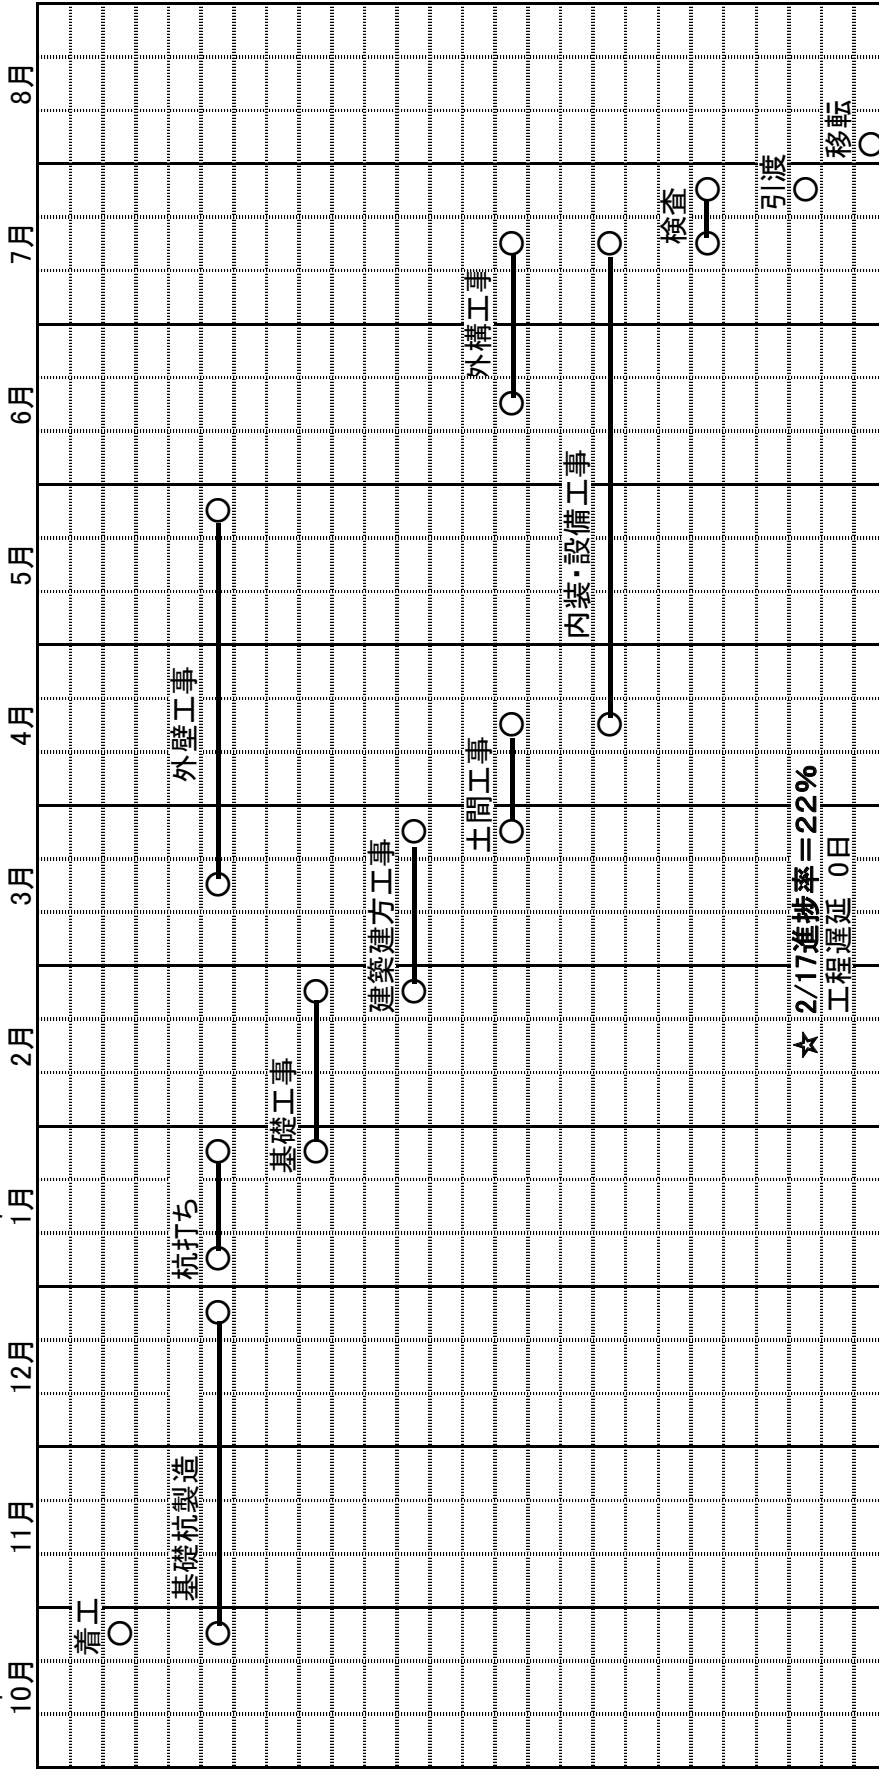 10月
11月
12月
1月
2月
3月
4月
5月
6月
7月
8月
着工
基礎杭製造
杭打ち
外壁工事
基礎工事
建築建方工事
土間工事
外構工事
内装・設備工事
検査
引渡
移転
☆ 2/17進捗率＝22%
工程遅延 0日